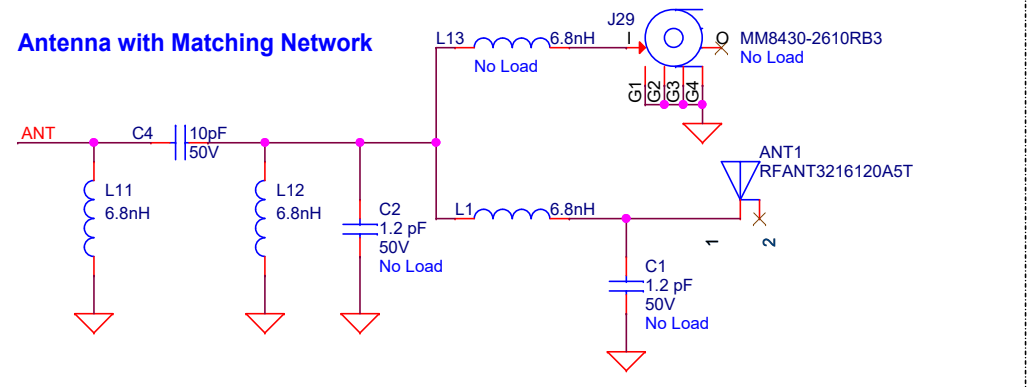 Antenna with Matching Network
J29
L13
6.8nH
I
O
MM8430-2610RB3
No Load
No Load
G1
G2
G3
G4
ANT
C4
10pF
50V
ANT1
RFANT3216120A5T
L11
6.8nH
L12
6.8nH
C2
1.2 pF
50V
No Load
L1
6.8nH
1
2
C1
1.2 pF
50V
No Load